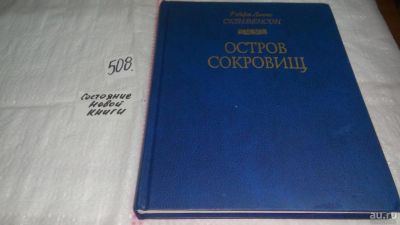 508.
Состояние
новой
книги
Роберт Льюис
СТИВЕНСОН
ОСТРОВ
СОКРОВИЩ
au.ru